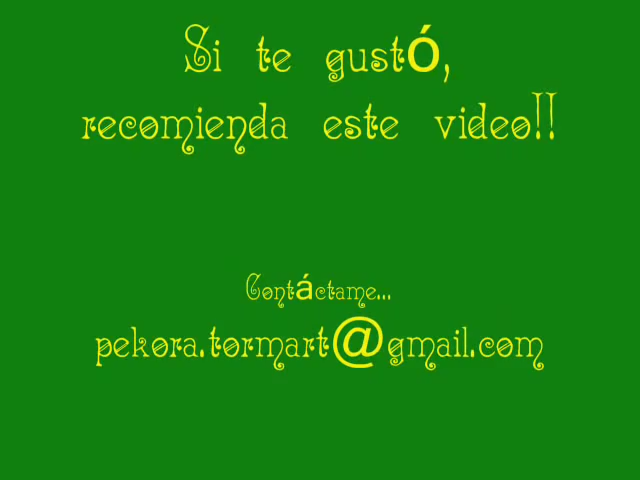 Si te gustó,
recomienda este video!!
Contáctame...
pekora.tormart@gmail.com